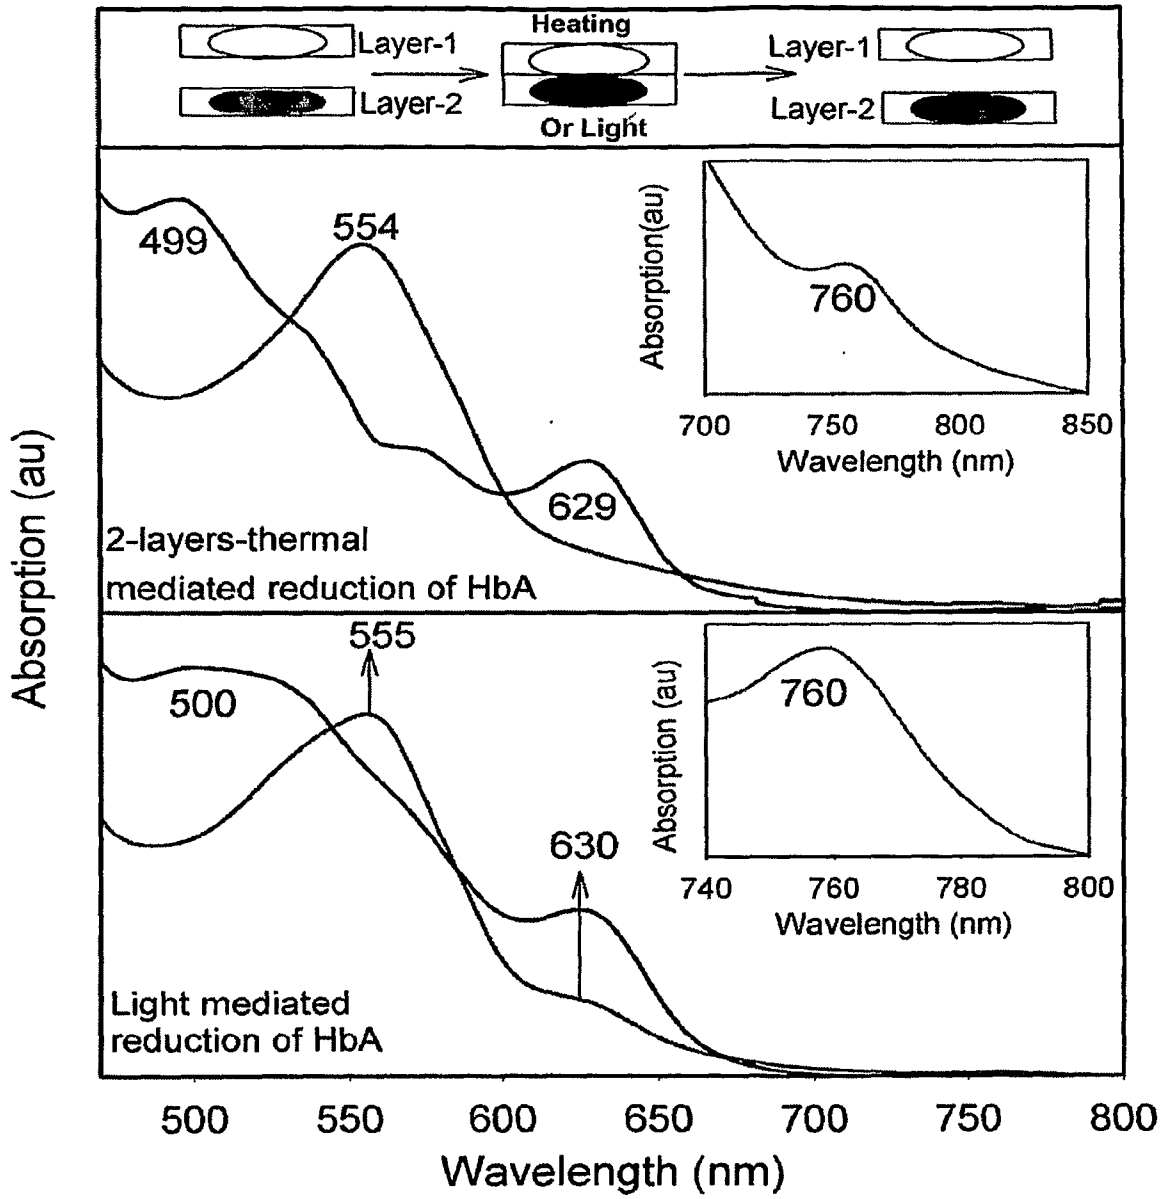 Heating
Layer-1
Layer-1
Layer-2
Layer-2
Or Light
499
554
Absorption(au)
760
700 750 800 850
Wavelength (nm)
629
2-layers-thermal
mediated reduction of HbA
Absorption (au)
555
500
Absorption (au)
760
740 760 780 800
Wavelength (nm)
630
Light mediated
reduction of HbA
500 550 600 650 700 750 800
Wavelength (nm)